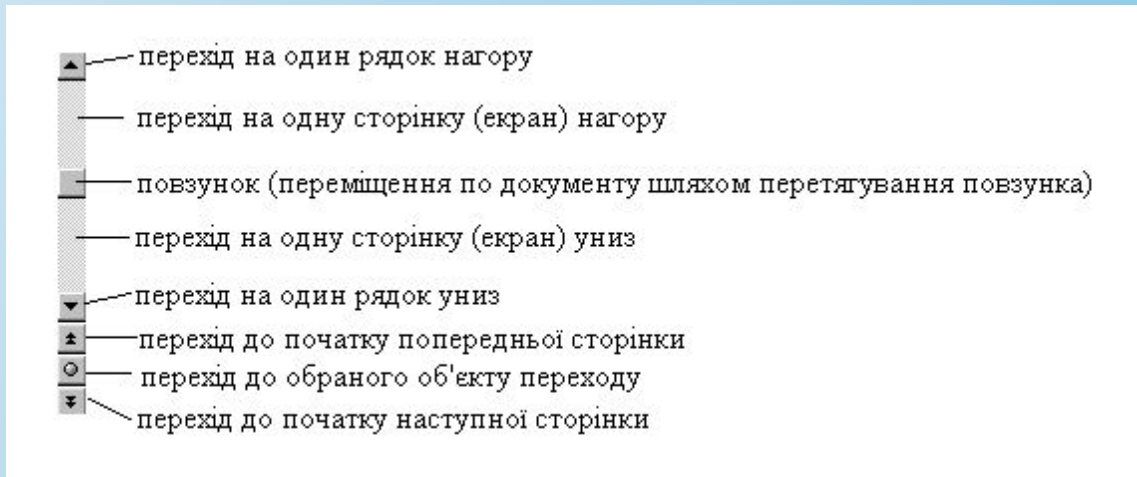 перехід на один рядок нагору
перехід на одну сторінку (екран) нагору
повзунок (переміщення по документу шляхом перетягування повзунка)
перехід на одну сторінку (екран) униз
перехід на один рядок униз
перехід до початку попередньої сторінки
перехід до обраного об'єкту переходу
перехід до початку наступної сторінки